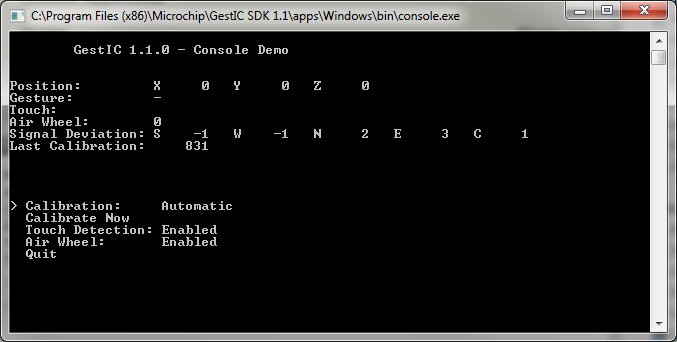 C:\Program Files (x86)\Microchip\GestIC SDK 1.1\apps\Windows\bin\console.exe
GestIC 1.1.0 - Console Demo
Position: X 0 Y 0 Z 0
Gesture: -
Touch:
Air Wheel: 0
Signal Deviation: S -1 W -1 N 2 E 3 C 1
Last Calibration: 831
> Calibration: Automatic
Calibrate Now
Touch Detection: Enabled
Air Wheel: Enabled
Quit